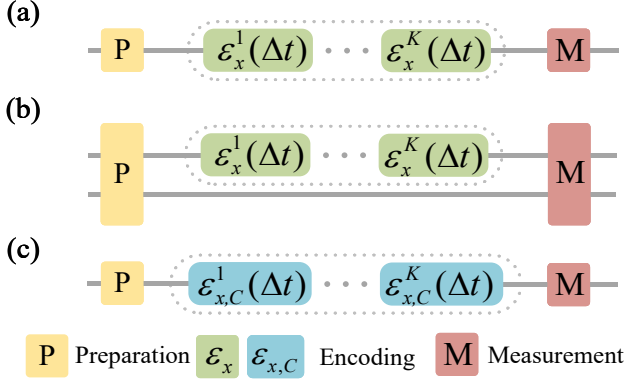 (a)
P ε_x^1(Δt) ··· ε_x^K(Δt) M
(b)
P ε_x^1(Δt) ··· ε_x^K(Δt) M
(c)
P ε_{x,C}^1(Δt) ··· ε_{x,C}^K(Δt) M
P Preparation ε_x ε_{x,C} Encoding M Measurement